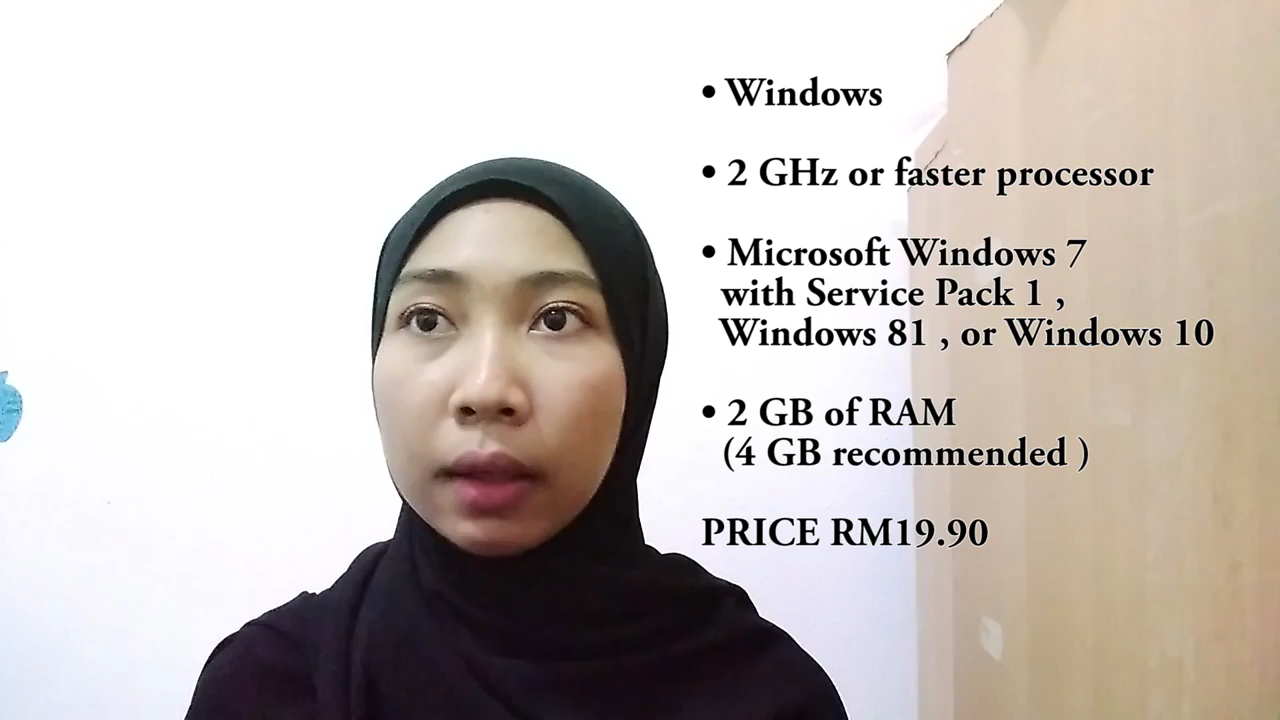 • Windows
• 2 GHz or faster processor
• Microsoft Windows 7
with Service Pack 1 ,
Windows 81 , or Windows 10
• 2 GB of RAM
(4 GB recommended )
PRICE RM19.90